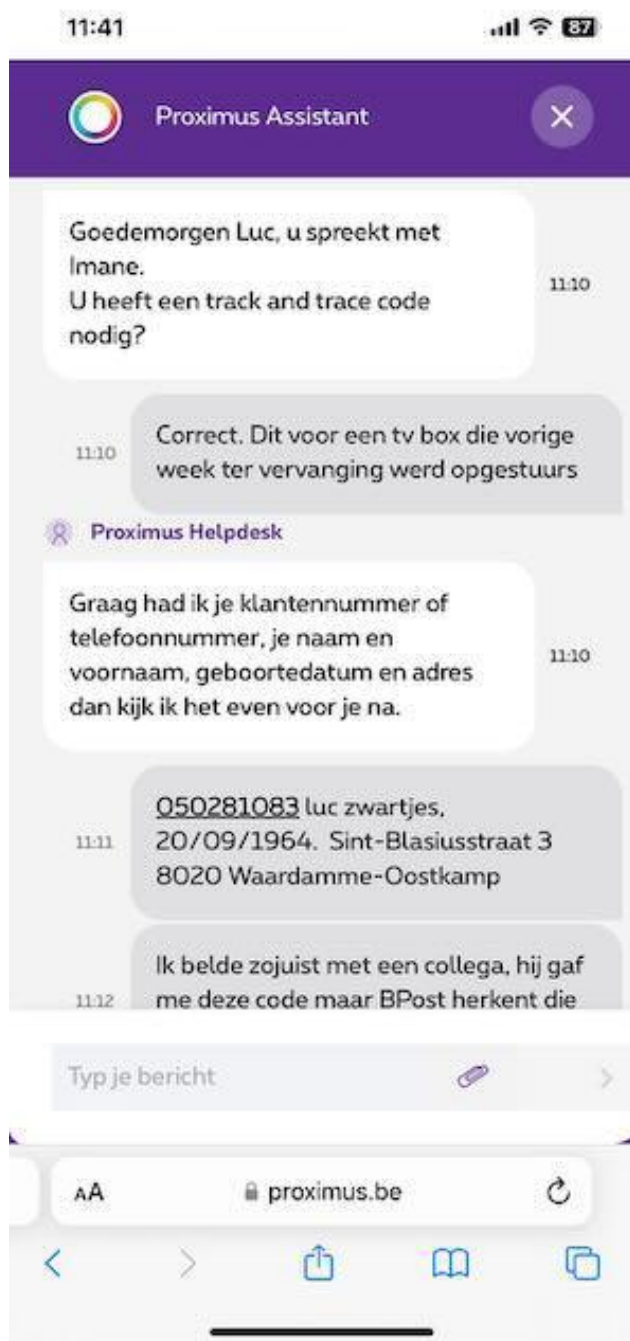 11:41
87
Proximus Assistant
Goedemorgen Luc, u spreekt met
Imane.
U heeft een track and trace code
nodig?
11:10
Correct. Dit voor een tv box die vorige
week ter vervanging werd opgestuurs
11:10
Proximus Helpdesk
Graag had ik je klantennummer of
telefoonnummer, je naam en
voornaam, geboortedatum en adres
dan kijk ik het even voor je na.
11:10
050281083 luc zwartjes,
20/09/1964. Sint-Blasiusstraat 3
8020 Waardamme-Oostkamp
11:11
Ik belde zojuist met een collega, hij gaf
me deze code maar BPost herkent die
11:12
Typ je bericht
AA
proximus.be